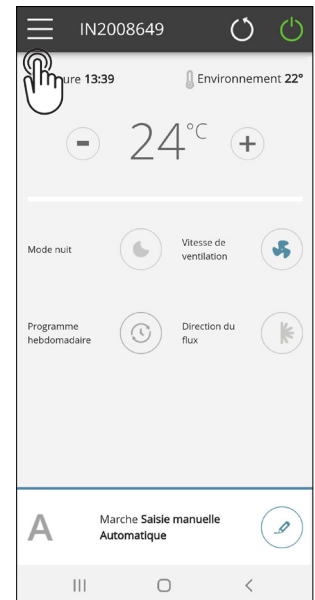 IN2008649
ure 13:39
Environnement 22°
- 24°C +
Mode nuit
Vitesse de
ventilation
Programme
hebdomadaire
Direction du
flux
A
Marche Saisie manuelle
Automatique